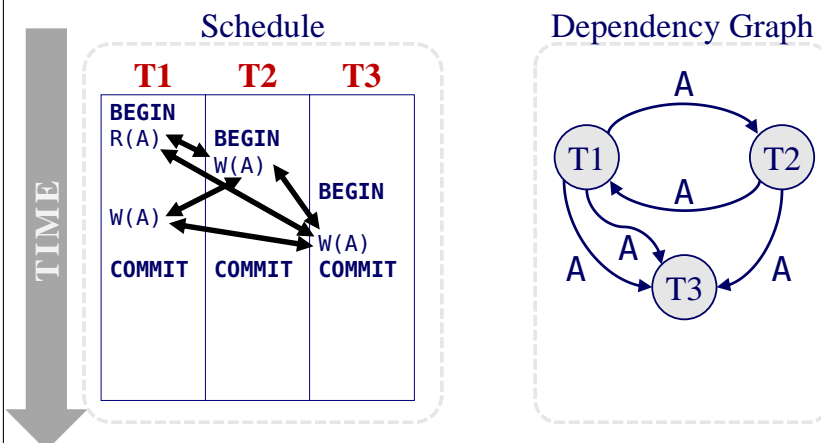 Schedule
T1 T2 T3
BEGIN
R(A)
BEGIN
W(A)
BEGIN
W(A)
W(A)
COMMIT COMMIT COMMIT
TIME
Dependency Graph
A
T1 T2
A
A
A
A
T3